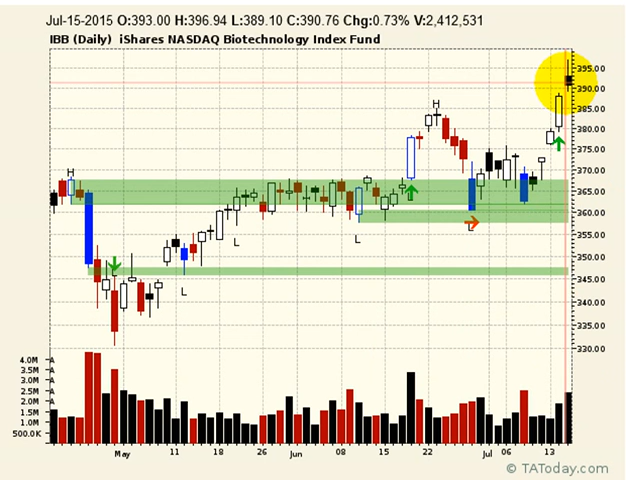 Jul-15-2015 O:393.00 H:396.94 L:389.10 C:390.76 Chg:0.73% V:2,412,531
IBB (Daily) iShares NASDAQ Biotechnology Index Fund
395.00
390.00
385.00
380.00
375.00
370.00
365.00
360.00
355.00
350.00
345.00
340.00
335.00
330.00
H
H
L
L
L
L
L
4.0M
3.5M
3.0M
2.5M
2.0M
1.5M
1.0M
500.0K
A
A
A
A
A
May 11 18 26 Jun 08 15 22 Jul 06 13
© TAToday.com